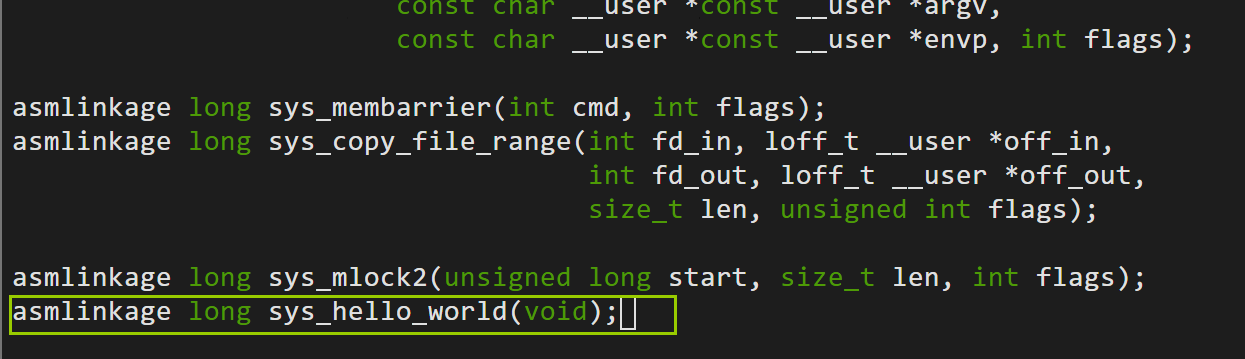 const char __user *const __user *argv,
const char __user *const __user *envp, int flags);
asmlinkage long sys_membarrier(int cmd, int flags);
asmlinkage long sys_copy_file_range(int fd_in, loff_t __user *off_in,
int fd_out, loff_t __user *off_out,
size_t len, unsigned int flags);
asmlinkage long sys_mlock2(unsigned long start, size_t len, int flags);
asmlinkage long sys_hello_world(void);